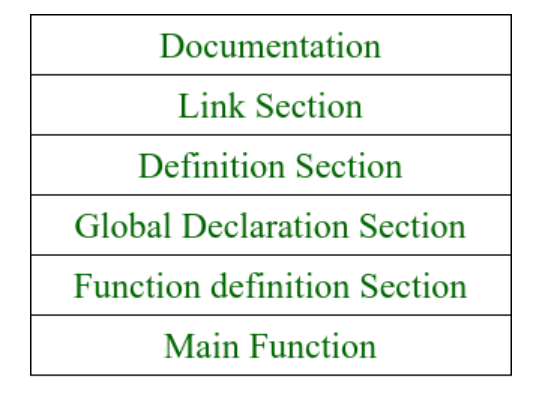 Documentation
Link Section
Definition Section
Global Declaration Section
Function definition Section
Main Function